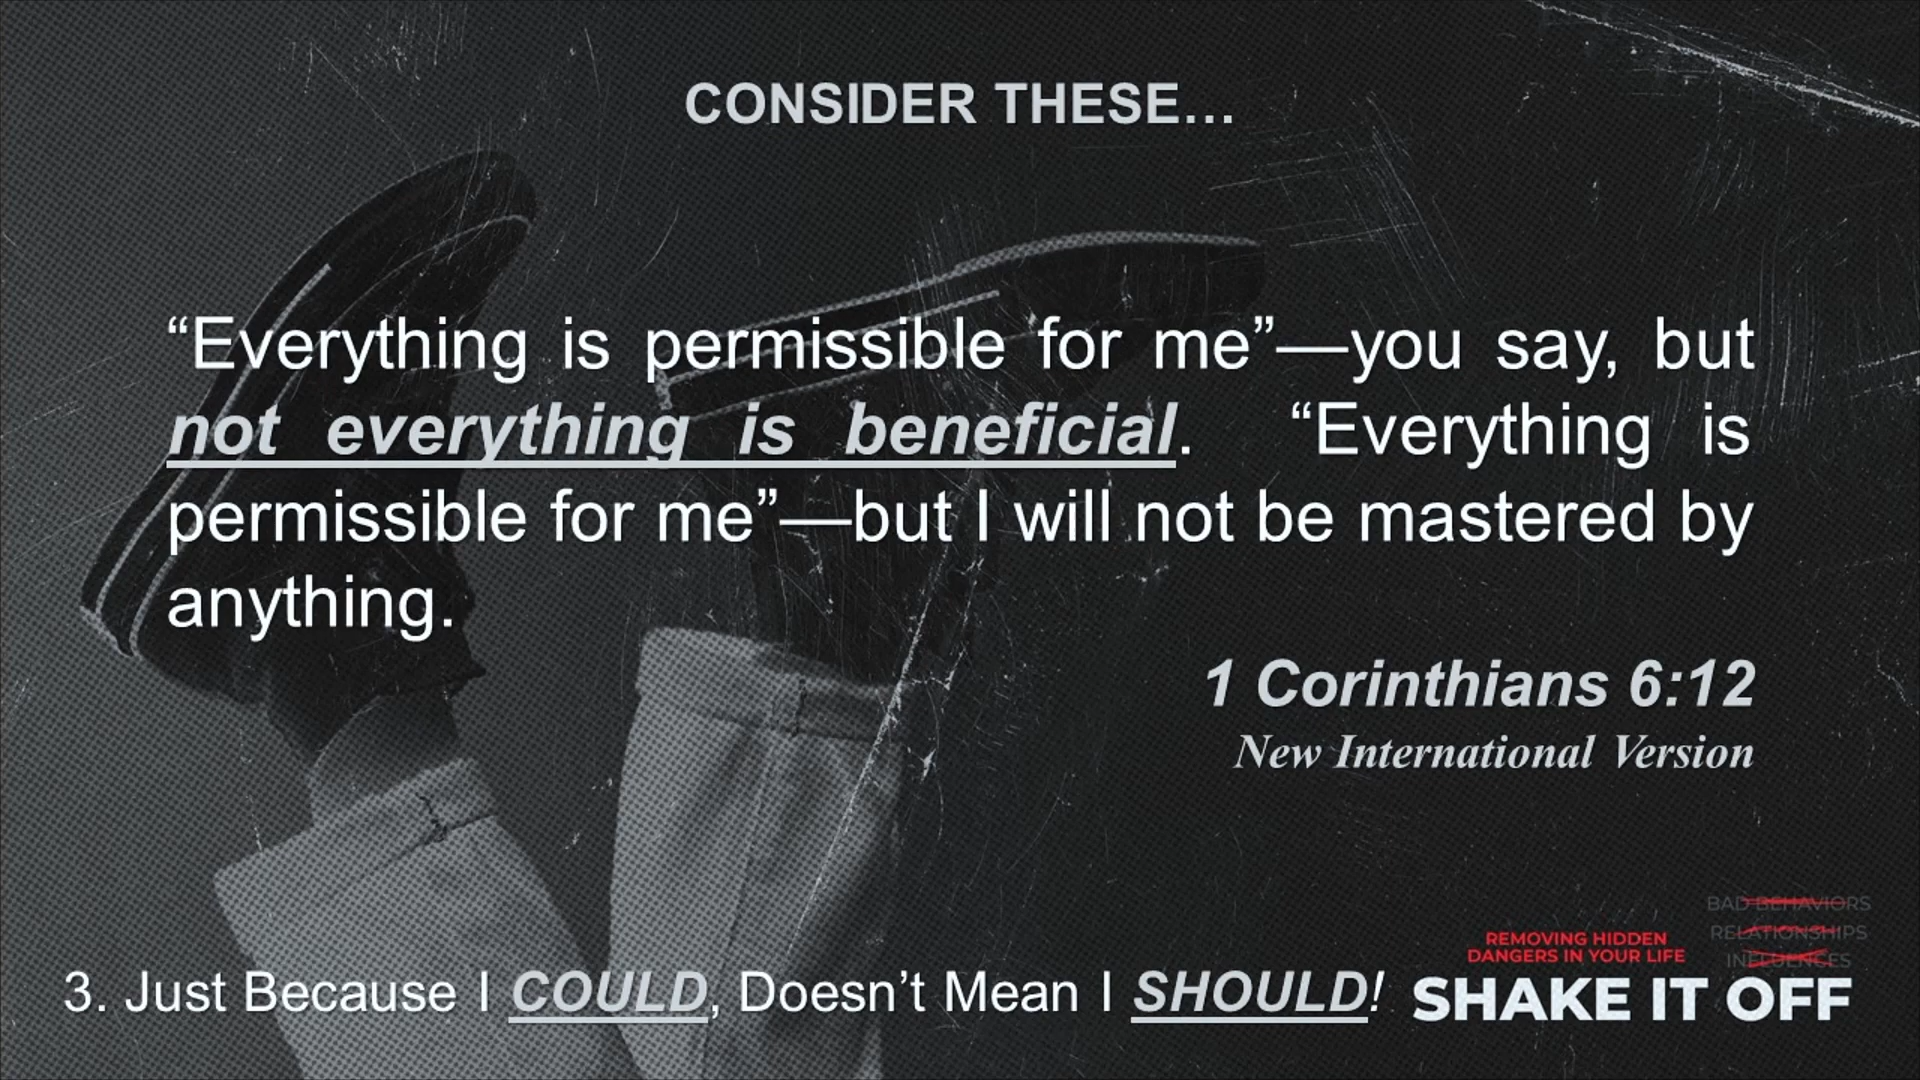 CONSIDER THESE…
“Everything is permissible for me”—you say, but
not everything is beneficial. “Everything is
permissible for me”—but I will not be mastered by
anything.
1 Corinthians 6:12
New International Version
3. Just Because I COULD, Doesn’t Mean I SHOULD!
BAD BEHAVIORS
RELATIONSHIPS
INFLUENCES
REMOVING HIDDEN
DANGERS IN YOUR LIFE
SHAKE IT OFF